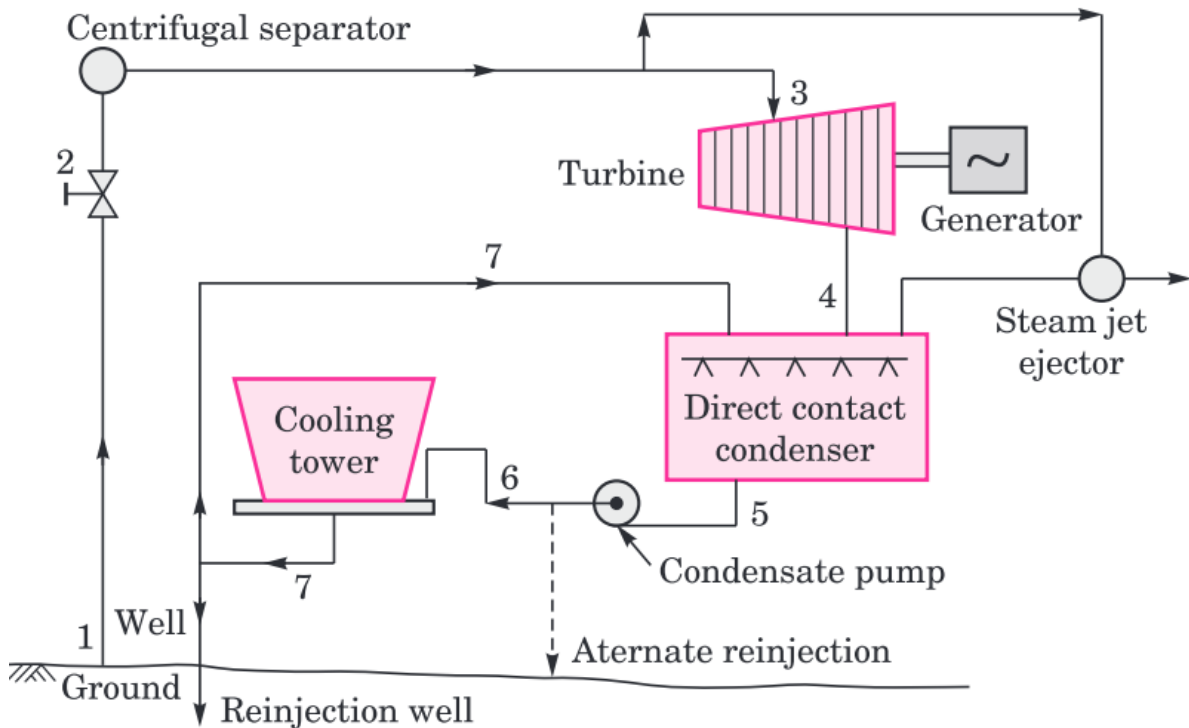 Centrifugal separator
3
2
Turbine
Generator
7
4
Steam jet
ejector
Direct contact
condenser
Cooling
tower
6
5
7
Condensate pump
1
Well
Aternate reinjection
Ground
Reinjection well